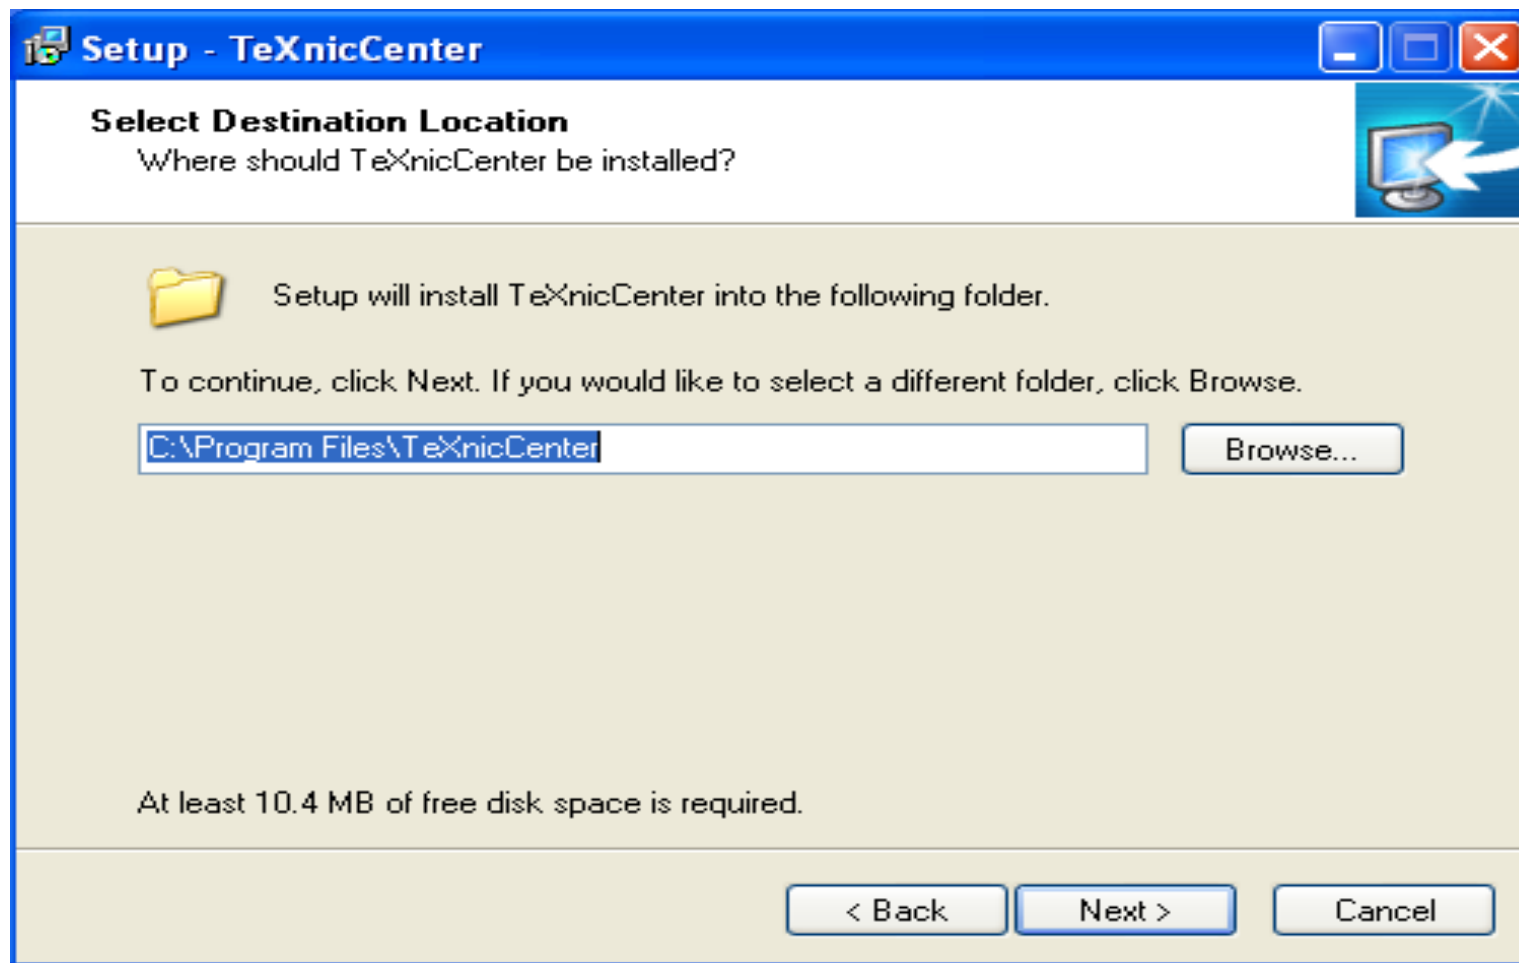 Setup - TeXnicCenter
Select Destination Location
Where should TeXnicCenter be installed?
Setup will install TeXnicCenter into the following folder.
To continue, click Next. If you would like to select a different folder, click Browse.
C:\Program Files\TeXnicCenter
Browse...
At least 10.4 MB of free disk space is required.
< Back
Next >
Cancel